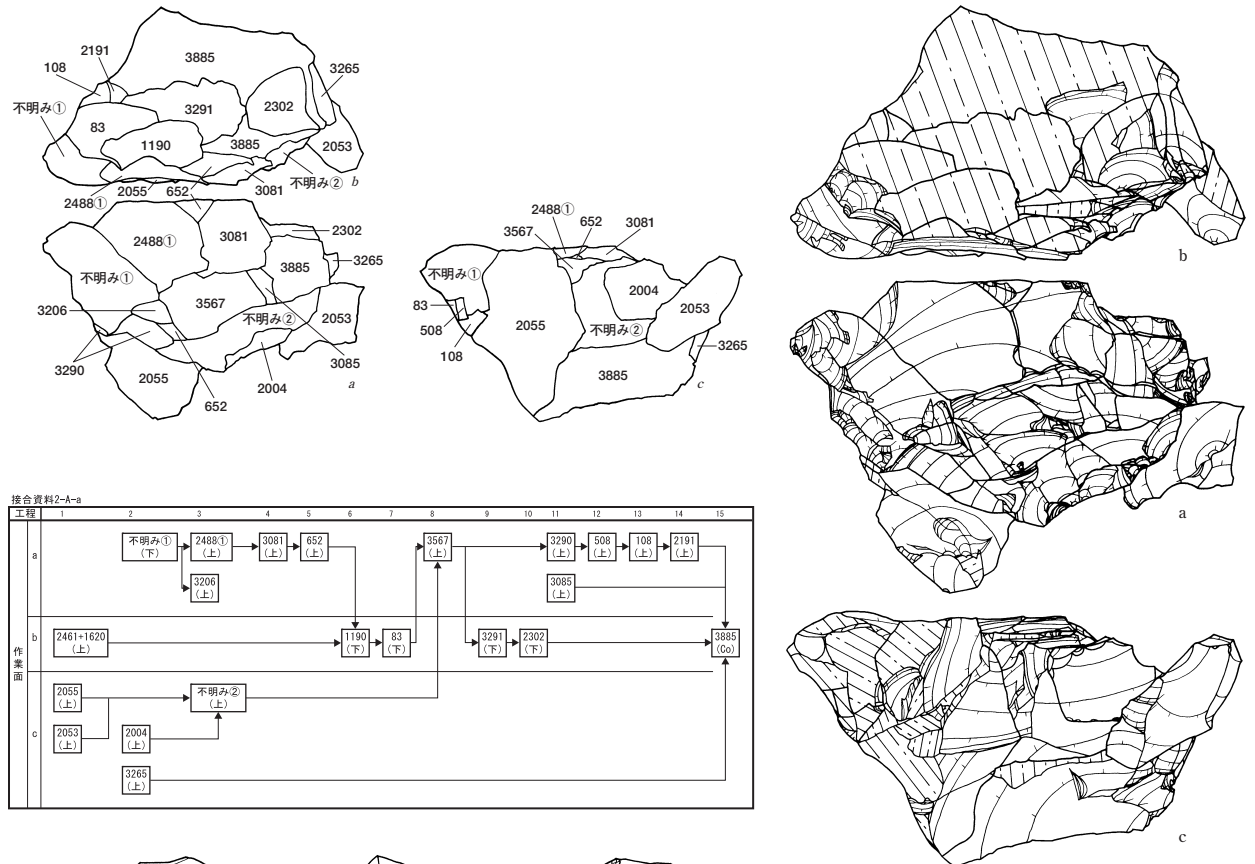 2191
108
不明み①
83
3885
3291
2302
3265
1190
3885
2053
2488①
2055
652
3081
不明み②
b
2488①
3081
2302
3885
3265
不明み①
3206
3567
不明み②
2053
3290
2055
652
2004
3085
a
2488①
3567
652
3081
不明み①
83
508
108
2055
2004
不明み②
2053
3265
3885
c
b
a
c
接合資料2-A-a
工程 1 2 3 4 5 6 7 8 9 10 11 12 13 14 15
作業面
a
不明み①(下) 2488①(上) 3081(上) 652(上) 3567(上) 3290(上) 508(上) 108(上) 2191(上)
3206(上) 3085(上)
b
2461+1620(上) 1190(下) 83(下) 3291(下) 2302(下) 3885(Co)
c
2055(上) 不明み②(上)
2053(上) 2004(上)
3265(上)